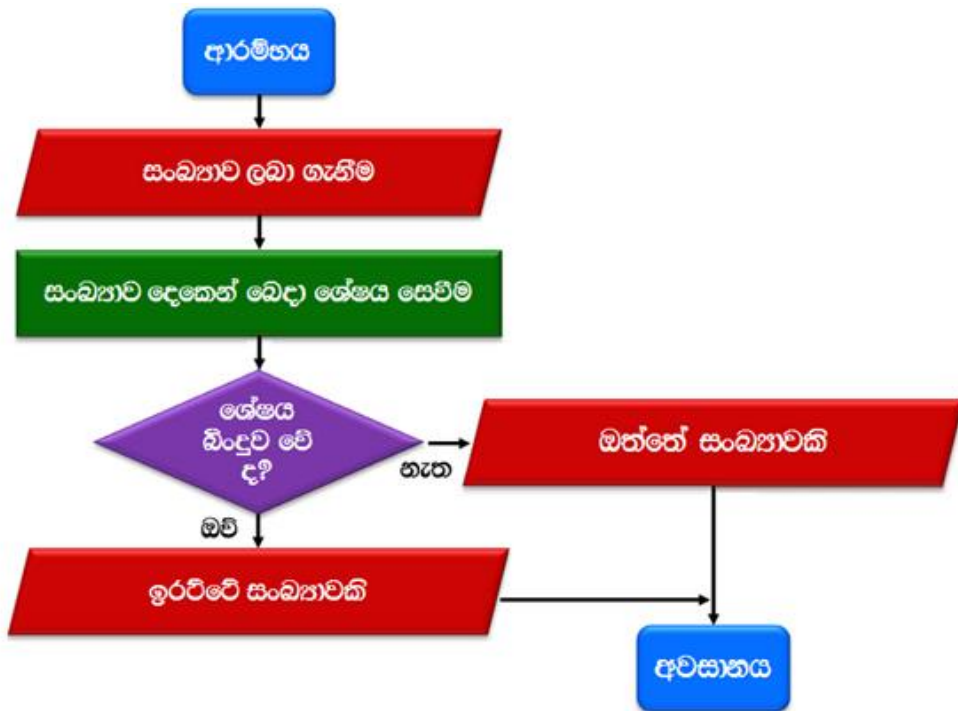 ආරම්භය
සංඛ්‍යාව ලබා ගැනීම
සංඛ්‍යාව දෙකෙන් බෙදා ශේෂය සෙවීම
ශේෂය
බිංදුව වේ
ද?
නැත
ඔත්තේ සංඛ්‍යාවකි
ඔව්
ඉරට්ටේ සංඛ්‍යාවකි
අවසානය